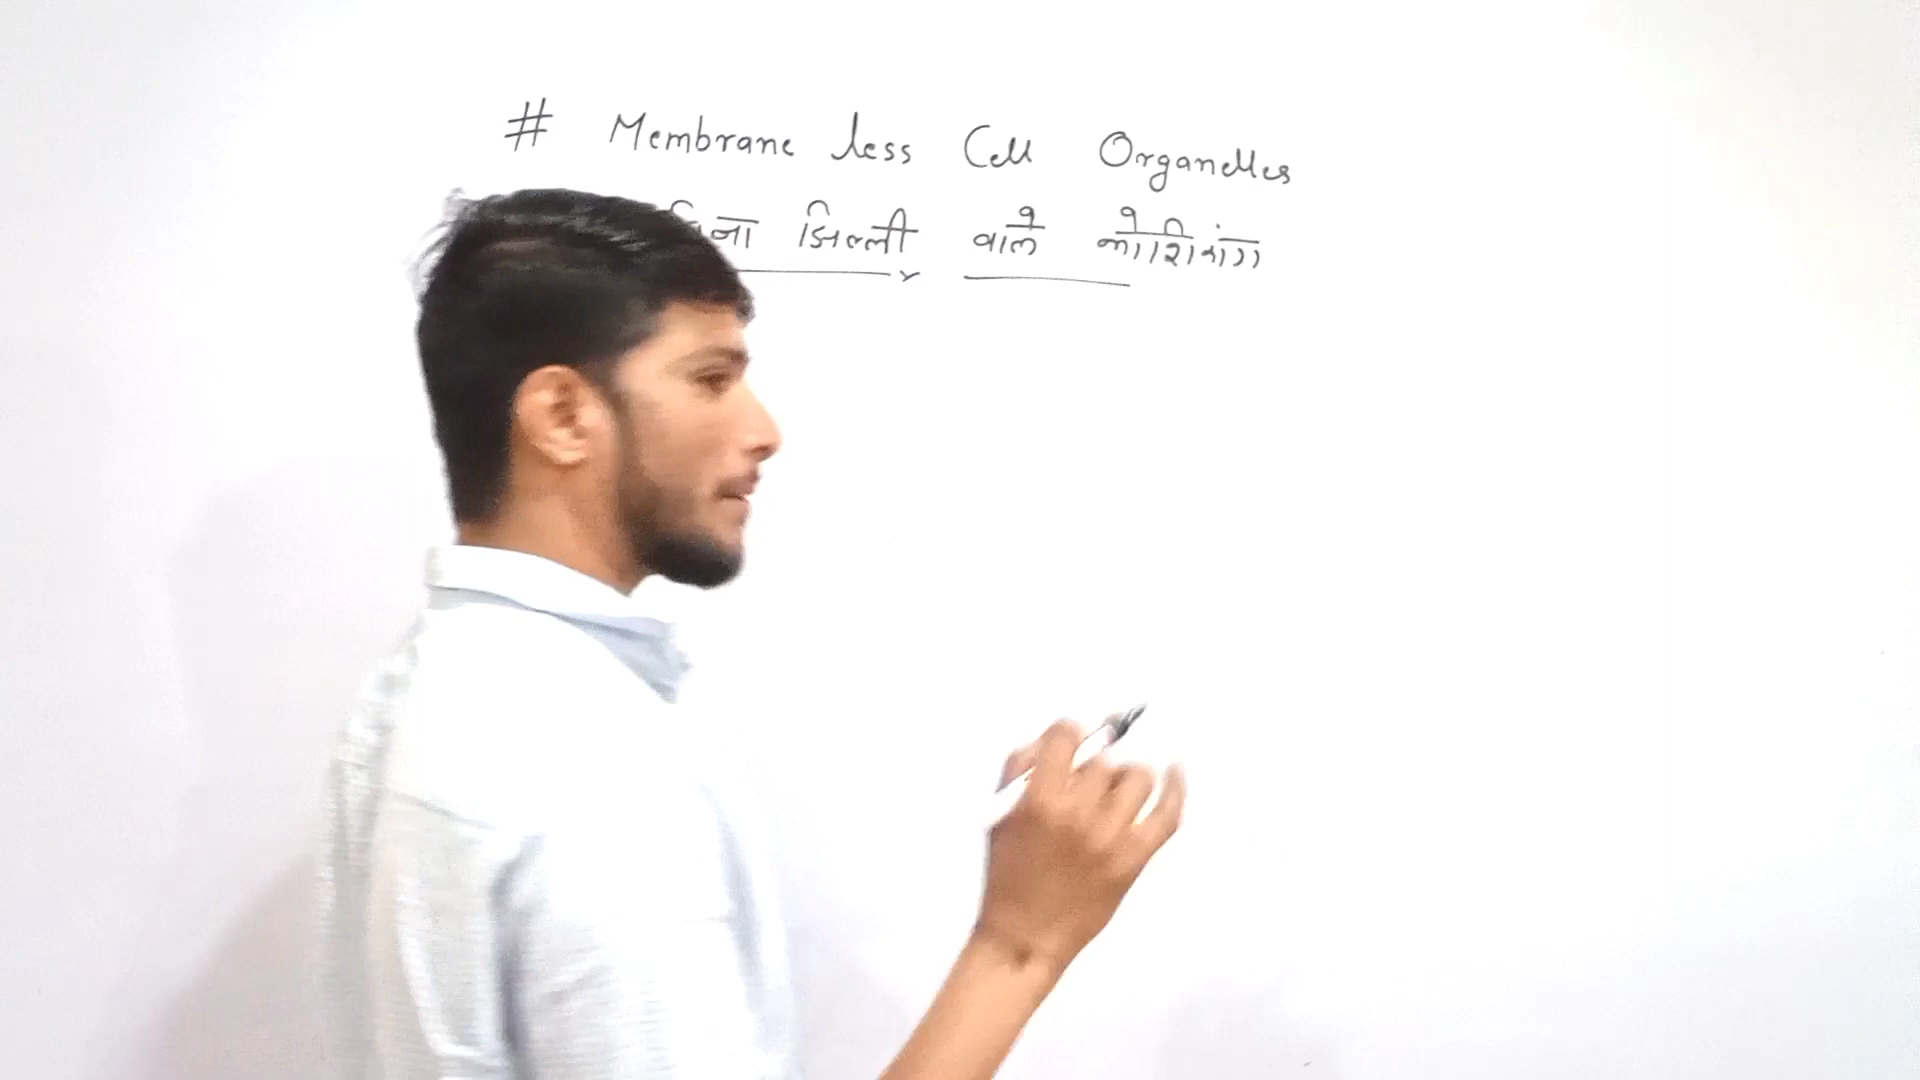 # Membrane less Cell Organelles
बिना झिल्ली वाले कोशिकांग